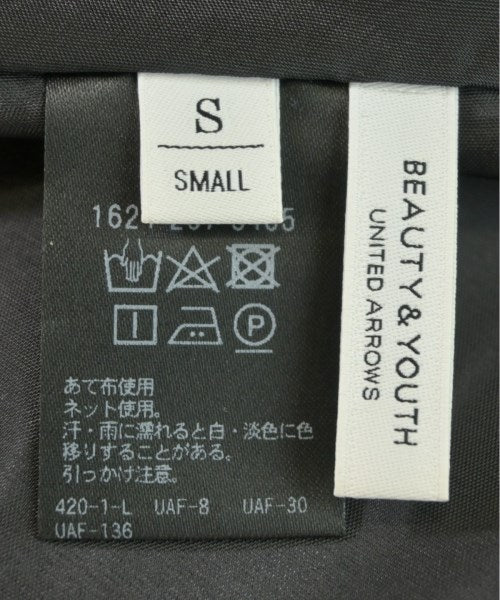 S
SMALL
あて布使用
ネット使用。
汗・雨に濡れると白・淡色に色
移りすることがある。
引っかけ注意。
420-1-L UAF-8 UAF-30
UAF-136
BEAUTY & YOUTH
UNITED ARROWS